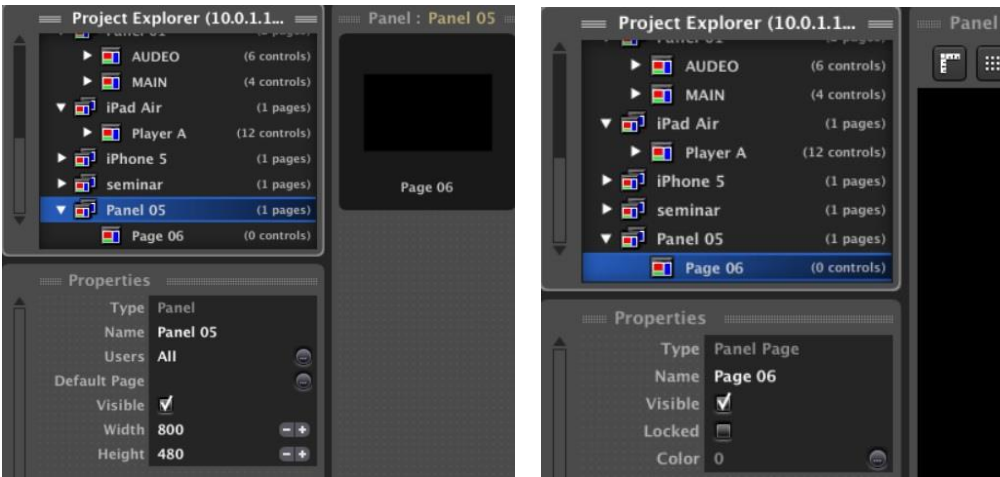 Project Explorer (10.0.1.1...
Panel 01
AUDEO (6 controls)
MAIN (4 controls)
iPad Air (1 pages)
Player A (12 controls)
iPhone 5 (1 pages)
seminar (1 pages)
Panel 05 (1 pages)
Page 06 (0 controls)
Properties
Type Panel
Name Panel 05
Users All
Default Page
Visible
Width 800
Height 480
Panel : Panel 05
Page 06
Project Explorer (10.0.1.1...
AUDEO (6 controls)
MAIN (4 controls)
iPad Air (1 pages)
Player A (12 controls)
iPhone 5 (1 pages)
seminar (1 pages)
Panel 05 (1 pages)
Page 06 (0 controls)
Properties
Type Panel Page
Name Page 06
Visible
Locked
Color 0
Panel